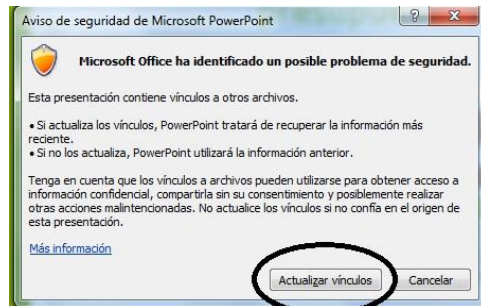 Aviso de seguridad de Microsoft PowerPoint
Microsoft Office ha identificado un posible problema de seguridad.
Esta presentación contiene vínculos a otros archivos.
• Si actualiza los vínculos, PowerPoint tratará de recuperar la información más
reciente.
• Si no los actualiza, PowerPoint utilizará la información anterior.
Tenga en cuenta que los vínculos a archivos pueden utilizarse para obtener acceso a
información confidencial, compartirla sin su consentimiento y posiblemente realizar
otras acciones malintencionadas. No actualice los vínculos si no confía en el origen de
esta presentación.
Más información
Actualizar vínculos
Cancelar